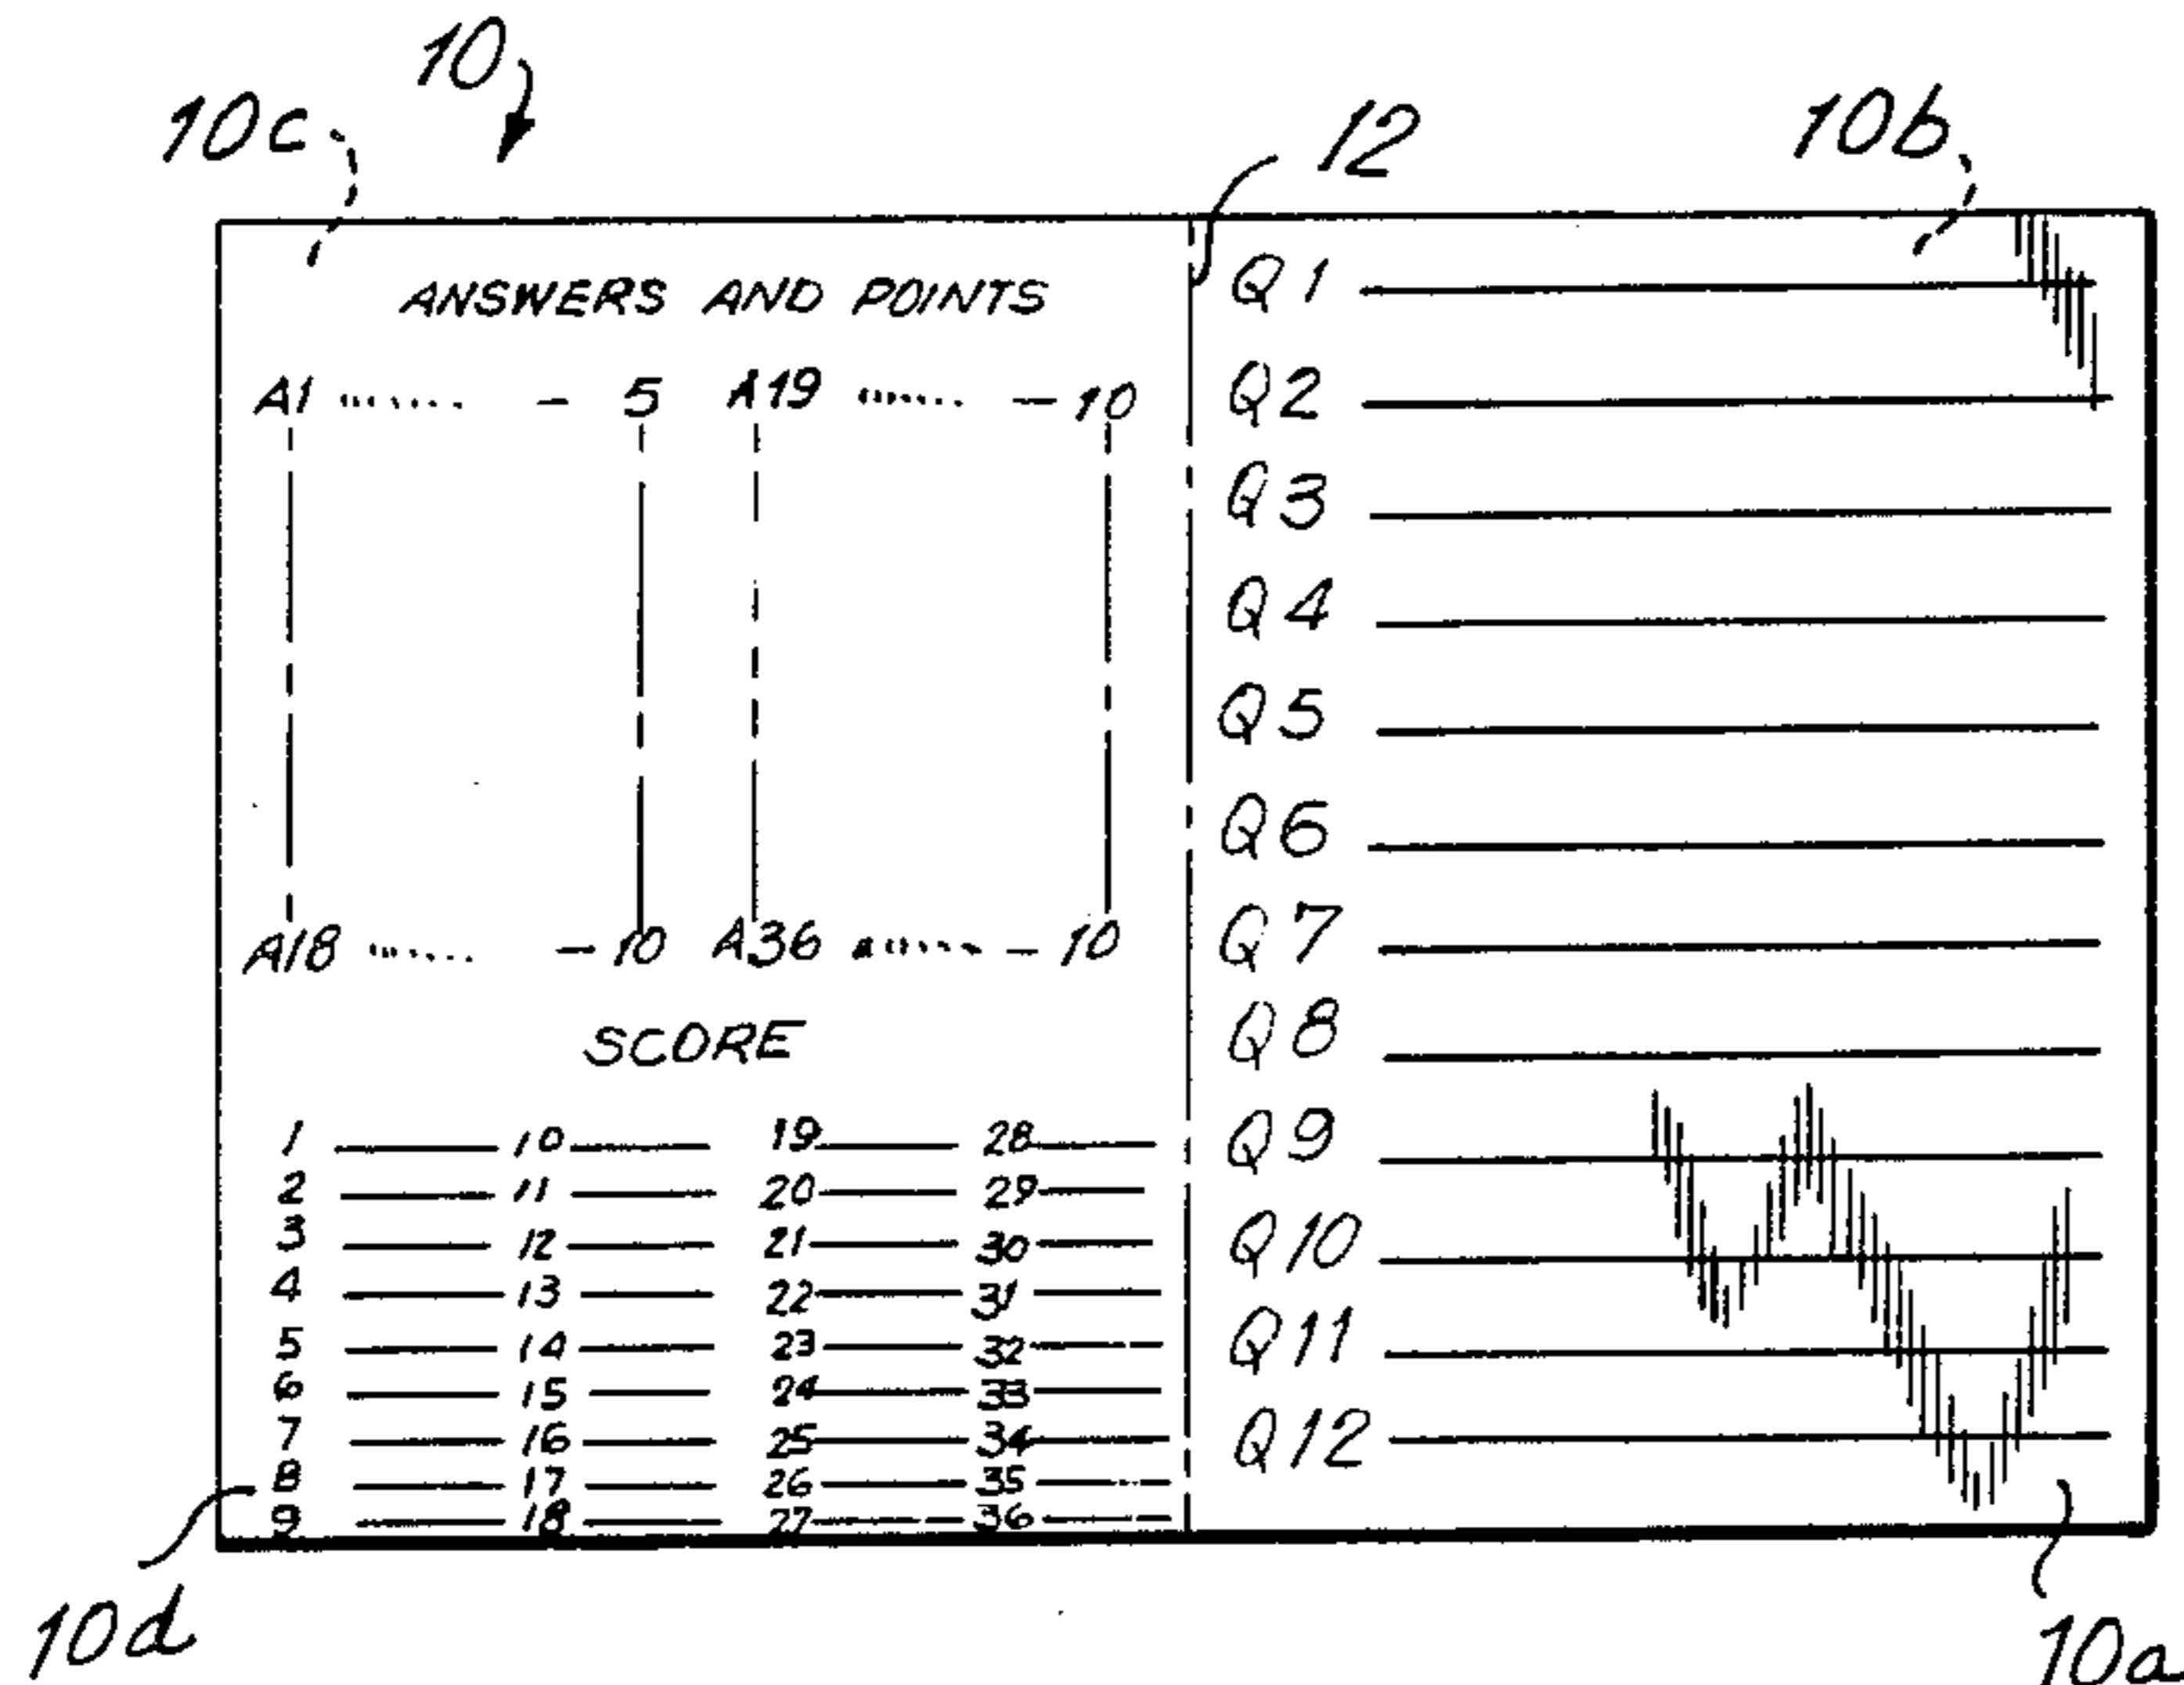 10
10c 12 10b
ANSWERS AND POINTS
A1 ...... - 5 A19 ...... - 10
A18 ...... - 10 A36 ...... - 10
SCORE
1 10 19 28
2 11 20 29
3 12 21 30
4 13 22 31
5 14 23 32
6 15 24 33
7 16 25 34
8 17 26 35
9 18 27 36
Q1
Q2
Q3
Q4
Q5
Q6
Q7
Q8
Q9
Q10
Q11
Q12
10d 10a